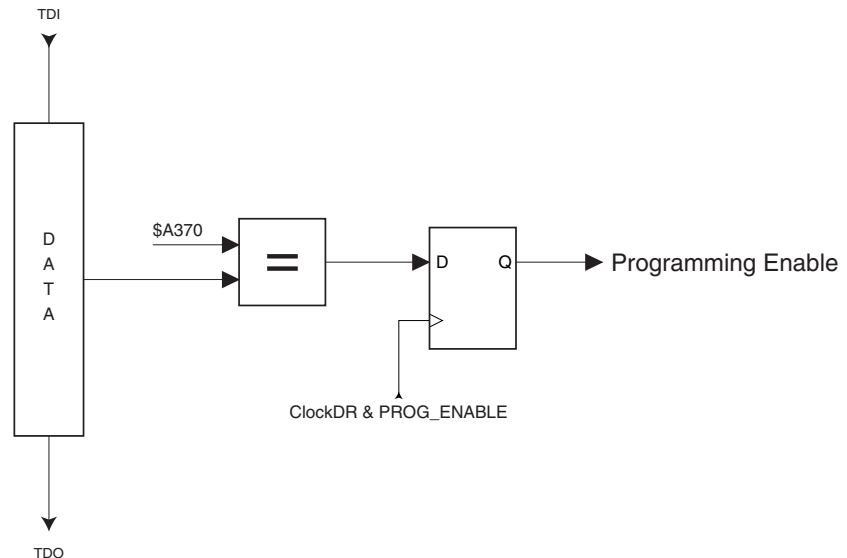 TDI
D
A
T
A
$A370
=
D
Q
Programming Enable
ClockDR & PROG_ENABLE
TDO